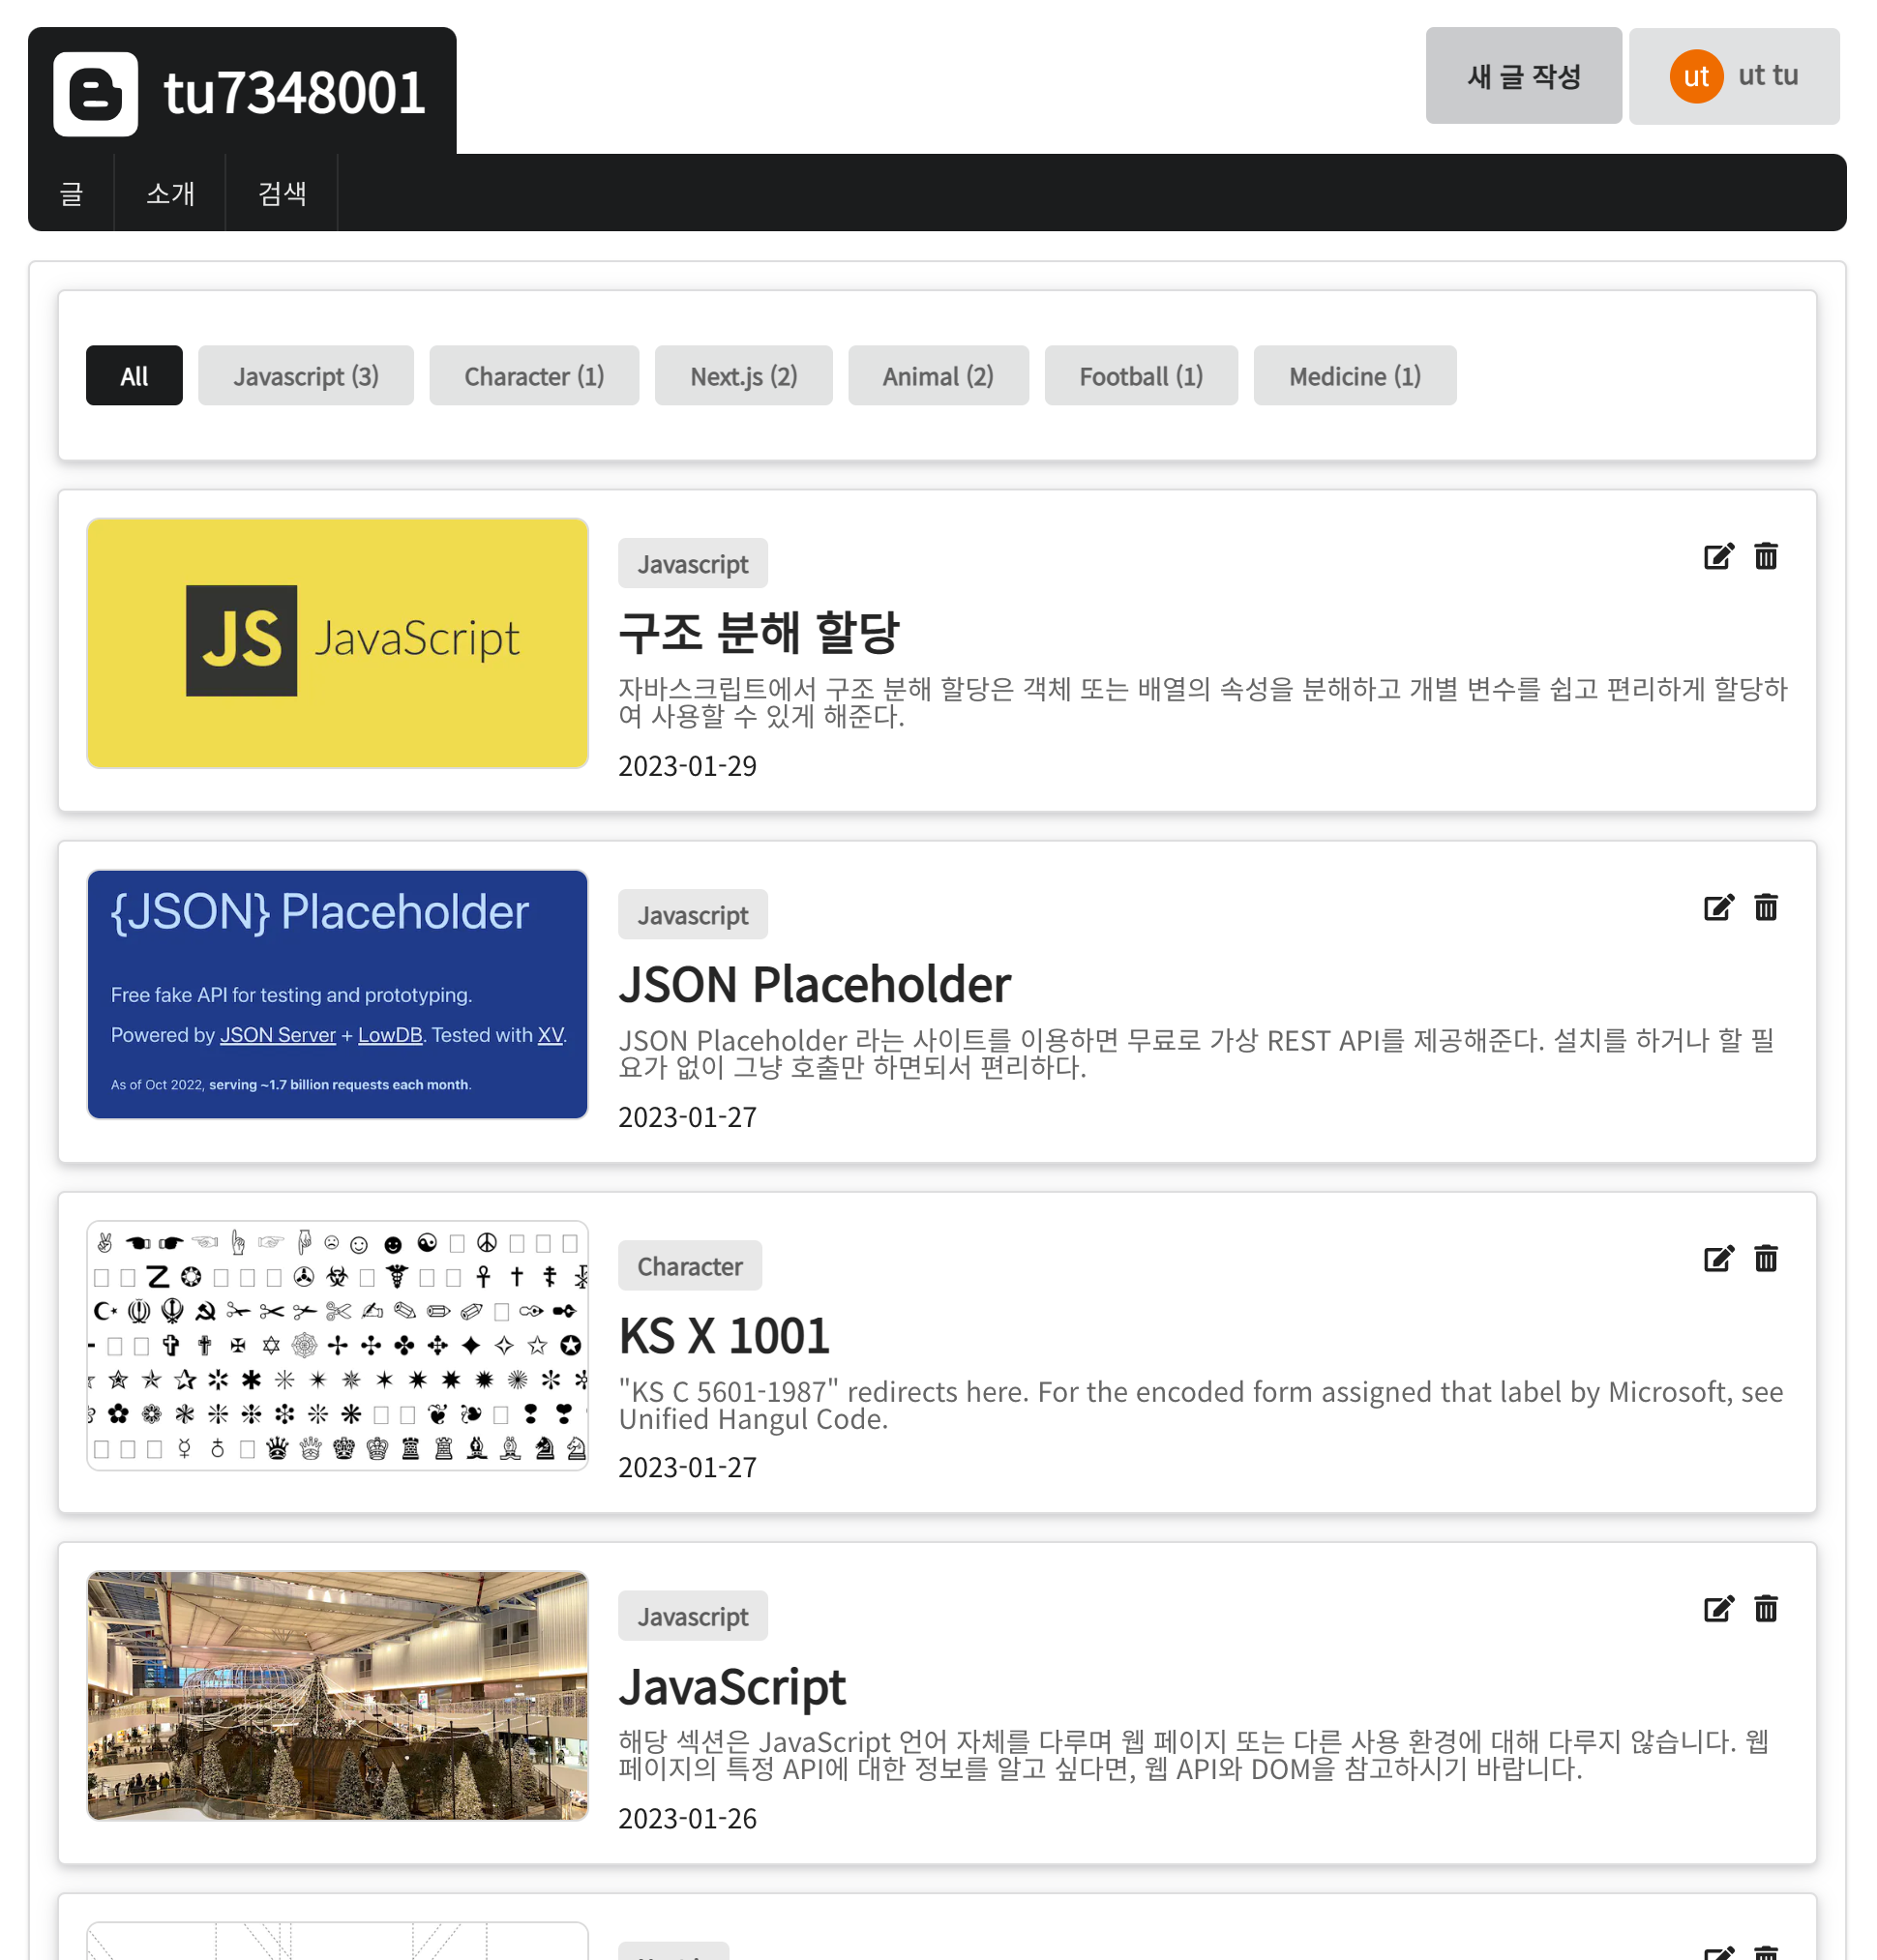 tu7348001
새 글 작성
ut ut tu
글 소개 검색
All Javascript (3) Character (1) Next.js (2) Animal (2) Football (1) Medicine (1)
JS JavaScript
Javascript
구조 분해 할당
자바스크립트에서 구조 분해 할당은 객체 또는 배열의 속성을 분해하고 개별 변수를 쉽고 편리하게 할당하
여 사용할 수 있게 해준다.
2023-01-29
{JSON} Placeholder
Free fake API for testing and prototyping.
Powered by JSON Server + LowDB. Tested with XV.
As of Oct 2022, serving ~1.7 billion requests each month.
Javascript
JSON Placeholder
JSON Placeholder 라는 사이트를 이용하면 무료로 가상 REST API를 제공해준다. 설치를 하거나 할 필
요가 없이 그냥 호출만 하면되서 편리하다.
2023-01-27
Character
KS X 1001
"KS C 5601-1987" redirects here. For the encoded form assigned that label by Microsoft, see
Unified Hangul Code.
2023-01-27
Javascript
JavaScript
해당 섹션은 JavaScript 언어 자체를 다루며 웹 페이지 또는 다른 사용 환경에 대해 다루지 않습니다. 웹
페이지의 특정 API에 대한 정보를 알고 싶다면, 웹 API와 DOM을 참고하시기 바랍니다.
2023-01-26